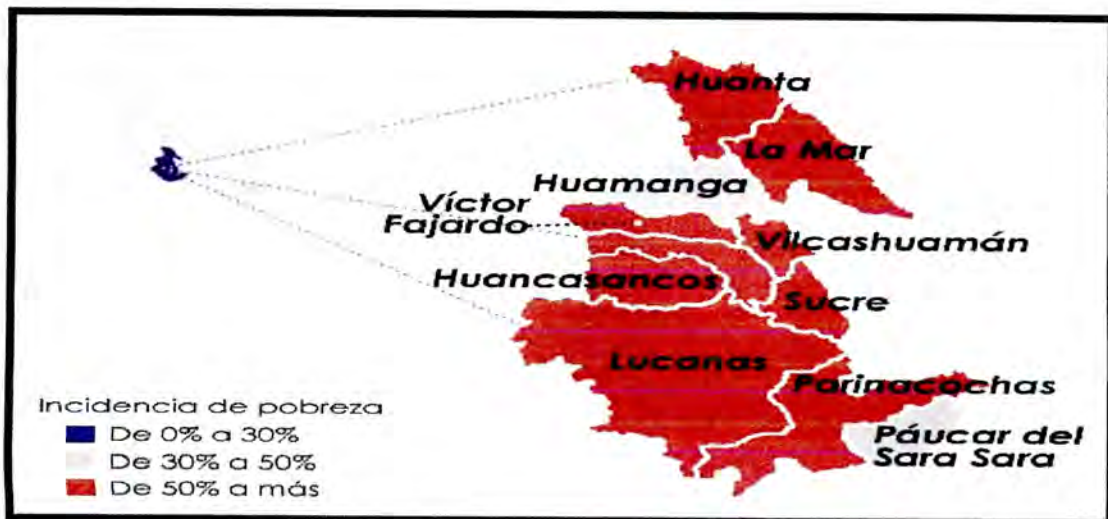 Huanta
La Mar
Huamanga
Víctor
Fajardo
Vilcashuamán
Huancasancos
Sucre
Lucanas
Parinacochas
Páucar del
Sara Sara
Incidencia de pobreza
De 0% a 30%
De 30% a 50%
De 50% a más